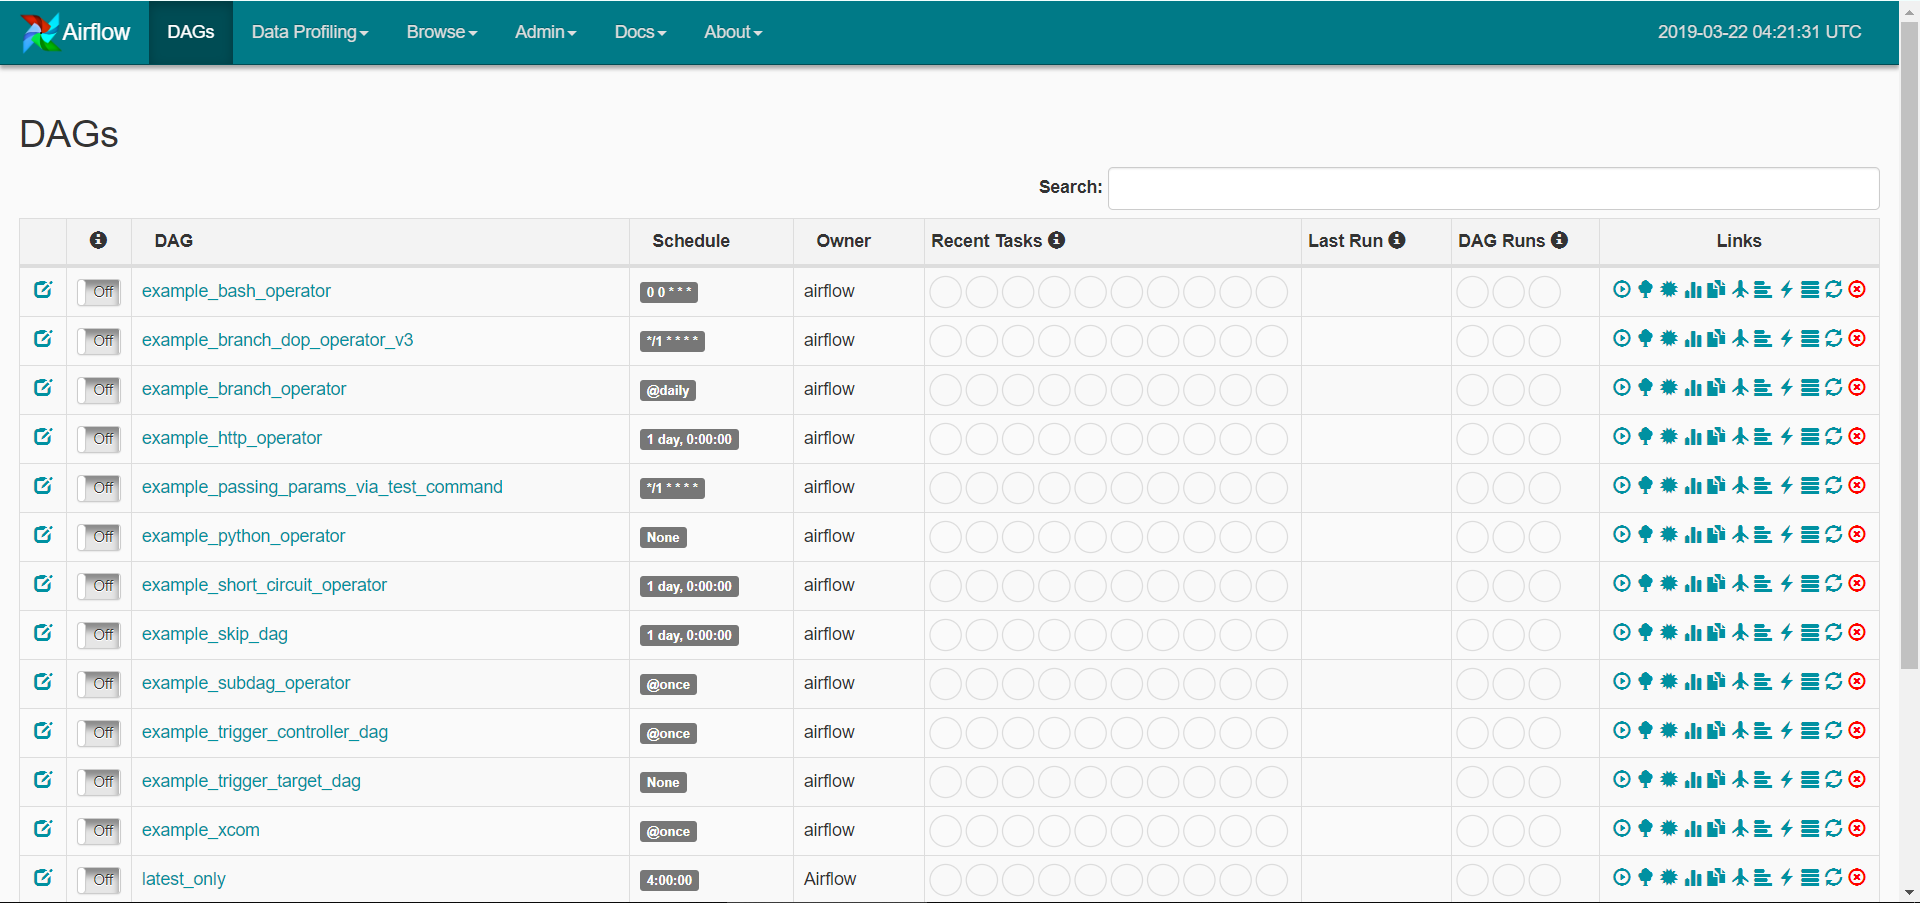 Airflow DAGs Data Profiling Browse Admin Docs About 2019-03-22 04:21:31 UTC
DAGs
Search:
DAG Schedule Owner Recent Tasks Last Run DAG Runs Links
Off example_bash_operator 0 0 * * * airflow
Off example_branch_dop_operator_v3 */1 * * * * airflow
Off example_branch_operator @daily airflow
Off example_http_operator 1 day, 0:00:00 airflow
Off example_passing_params_via_test_command */1 * * * * airflow
Off example_python_operator None airflow
Off example_short_circuit_operator 1 day, 0:00:00 airflow
Off example_skip_dag 1 day, 0:00:00 airflow
Off example_subdag_operator @once airflow
Off example_trigger_controller_dag @once airflow
Off example_trigger_target_dag None airflow
Off example_xcom @once airflow
Off latest_only 4:00:00 Airflow